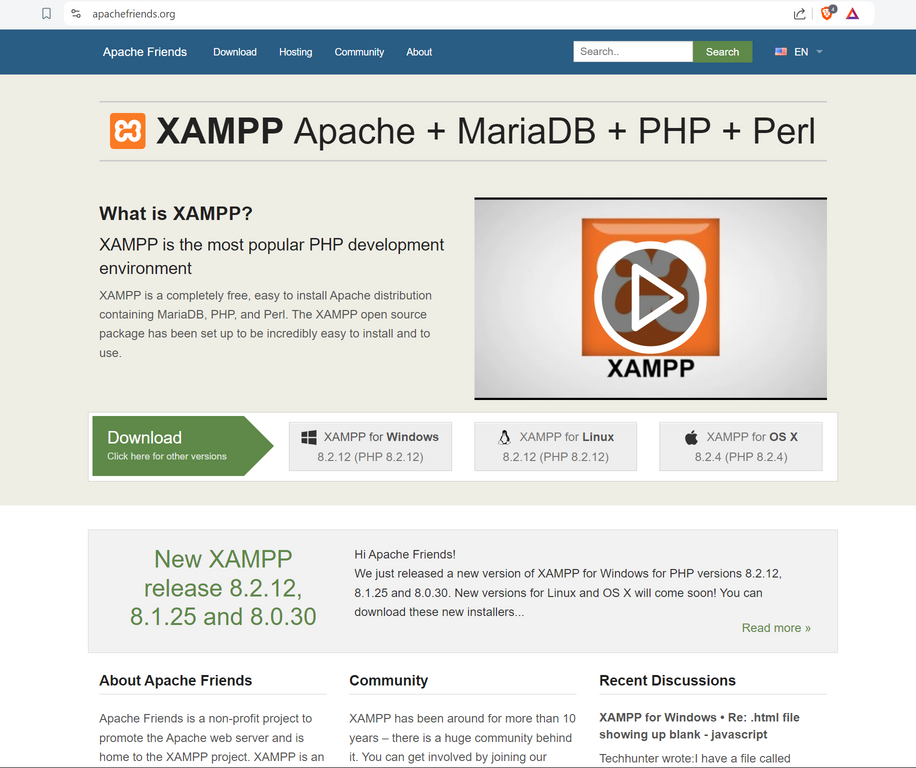 apachefriends.org
4
Apache Friends Download Hosting Community About Search.. Search EN
XAMPP Apache + MariaDB + PHP + Perl
What is XAMPP?
XAMPP is the most popular PHP development
environment
XAMPP is a completely free, easy to install Apache distribution
containing MariaDB, PHP, and Perl. The XAMPP open source
package has been set up to be incredibly easy to install and to
use.
XAMPP
Download
Click here for other versions
XAMPP for Windows
8.2.12 (PHP 8.2.12)
XAMPP for Linux
8.2.12 (PHP 8.2.12)
XAMPP for OS X
8.2.4 (PHP 8.2.4)
New XAMPP
release 8.2.12,
8.1.25 and 8.0.30
Hi Apache Friends!
We just released a new version of XAMPP for Windows for PHP versions 8.2.12,
8.1.25 and 8.0.30. New versions for Linux and OS X will come soon! You can
download these new installers...
Read more »
About Apache Friends
Apache Friends is a non-profit project to
promote the Apache web server and is
home to the XAMPP project. XAMPP is an
Community
XAMPP has been around for more than 10
years – there is a huge community behind
it. You can get involved by joining our
Recent Discussions
XAMPP for Windows • Re: .html file
showing up blank - javascript
Techhunter wrote:I have a file called